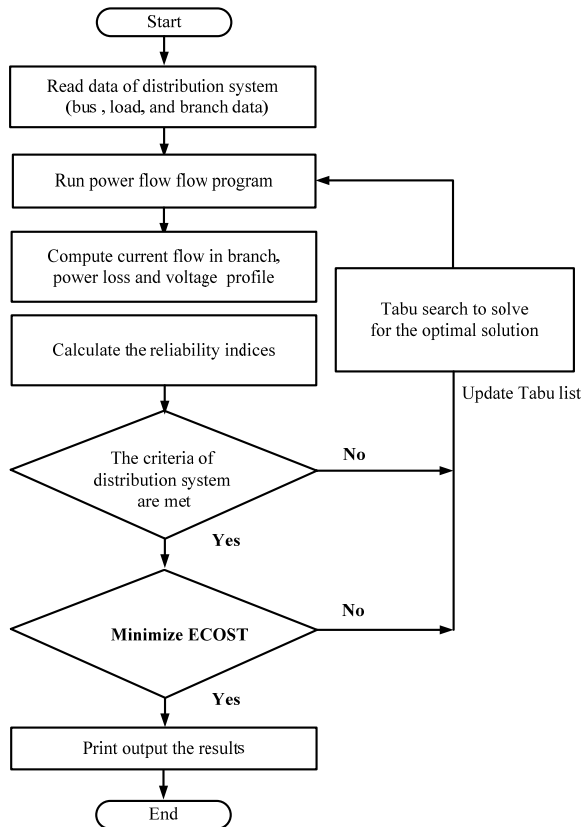 Start
Read data of distribution system
(bus , load, and branch data)
Run power flow flow program
Compute current flow in branch,
power loss and voltage profile
Tabu search to solve
for the optimal solution
Calculate the reliability indices
Update Tabu list
The criteria of
distribution system
are met
No
Yes
Minimize ECOST
No
Yes
Print output the results
End